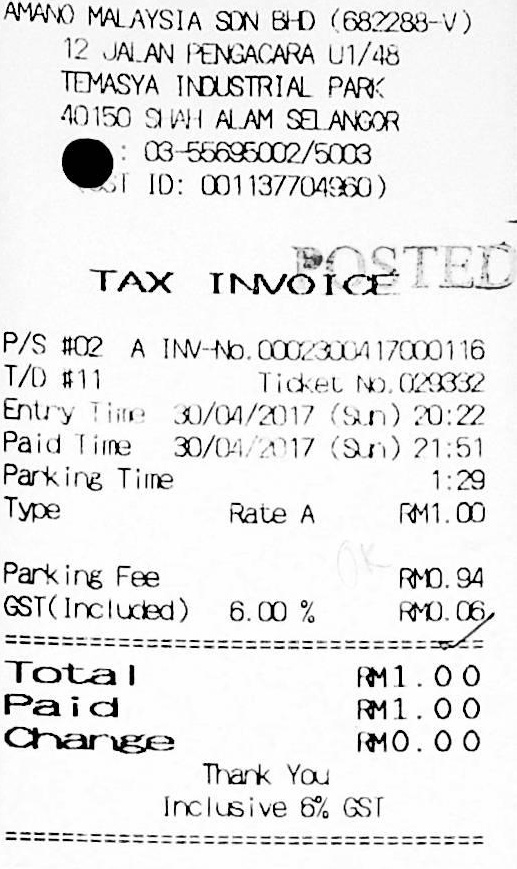 AMANO MALAYSIA SDN BHD (682288-V)
12 JALAN PENGACARA U1/48
TEMASYA INDUSTRIAL PARK
40150 SHAH ALAM SELANGOR
: 03-55695002/5003
GST ID: 001137704960)
POSTED
TAX INVOICE
P/S #02 A INV-No.0002300417000116
T/D #11 Ticket No.029332
Entry Time 30/04/2017 (Sun) 20:22
Paid Time 30/04/2017 (Sun) 21:51
Parking Time 1:29
Type Rate A RM1.00
OK
Parking Fee RM0.94
GST(Included) 6.00 % RM0.06
Total RM1.00
Paid RM1.00
Change RM0.00
Thank You
Inclusive 6% GST